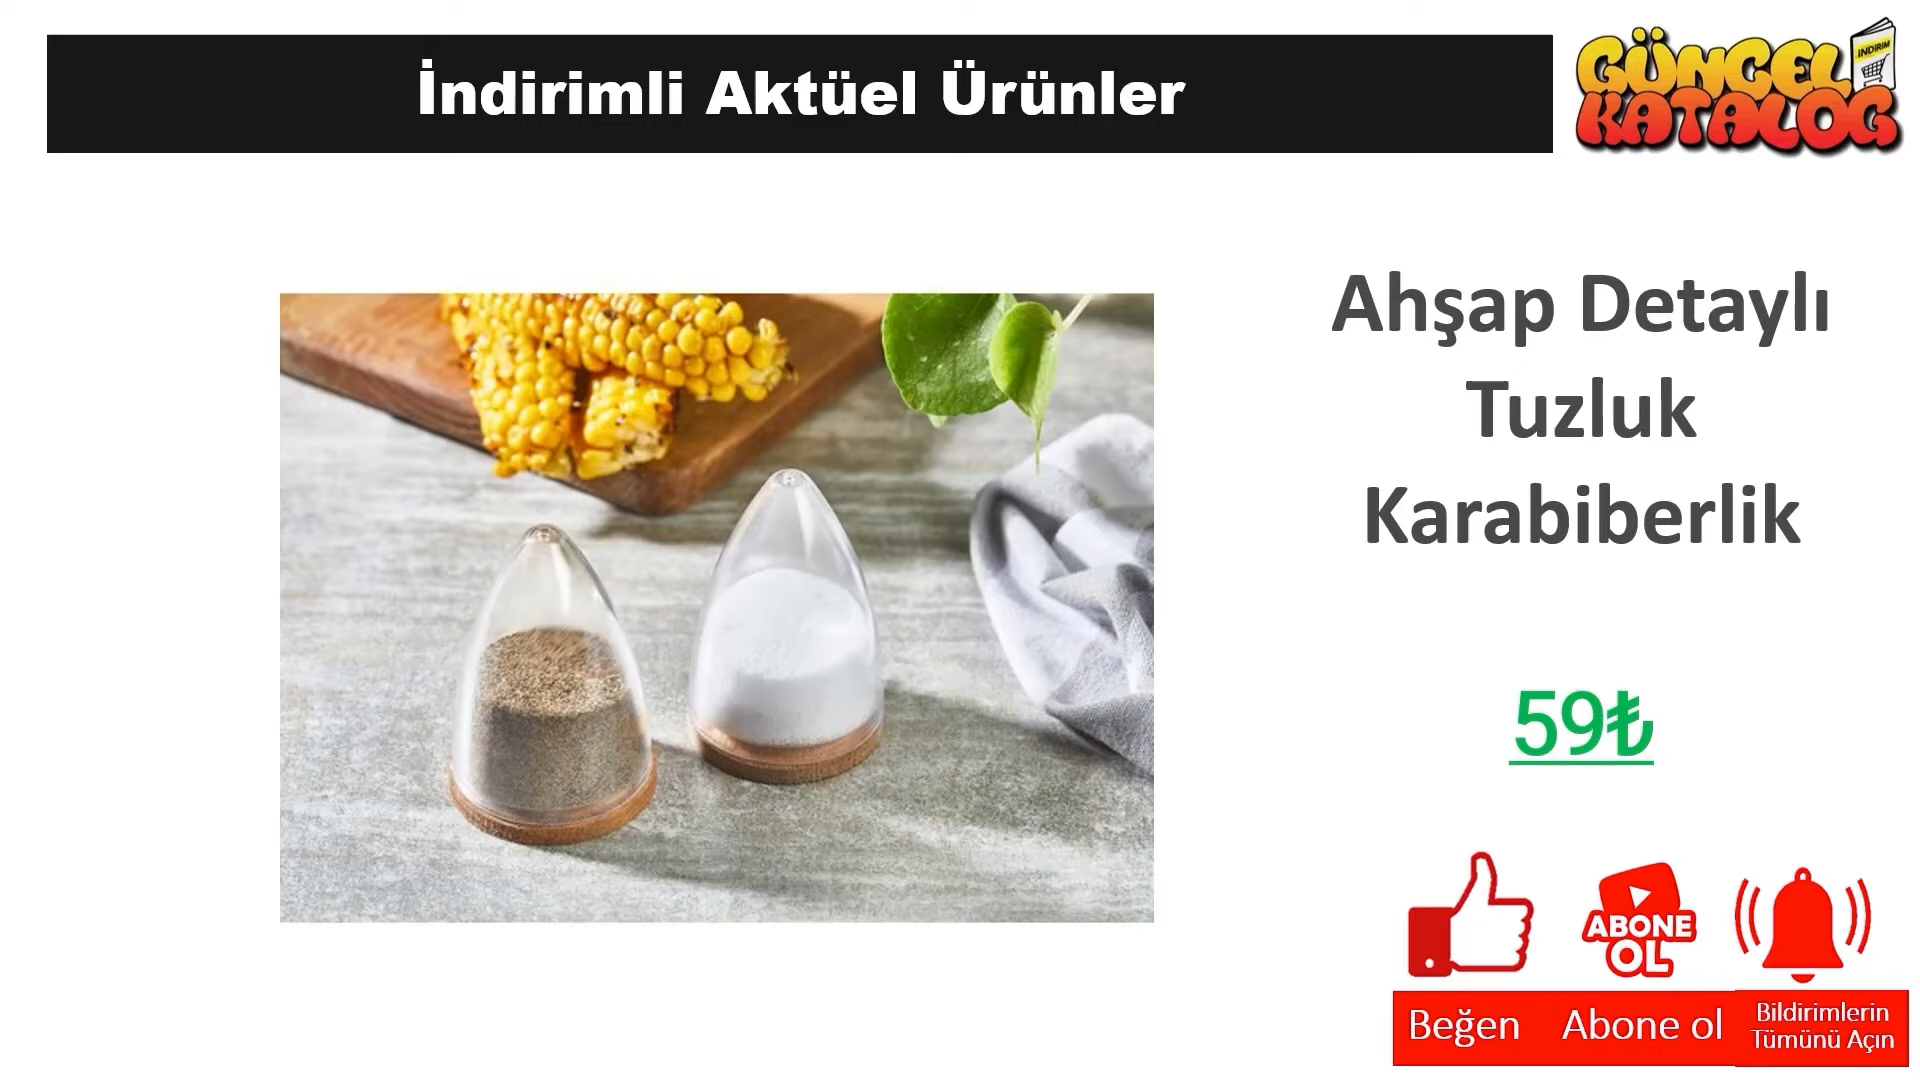 İndirimli Aktüel Ürünler
GÜNCEL
İNDİRİM
KATALOG
Ahşap Detaylı
Tuzluk
Karabiberlik
59₺
ABONE
OL
Beğen
Abone ol
Bildirimlerin
Tümünü Açın